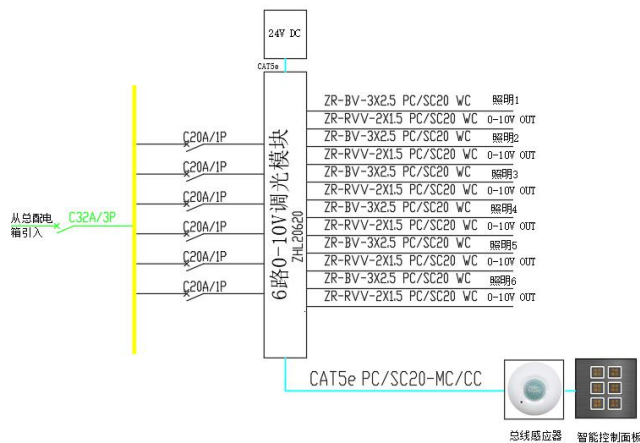 24V DC
CAT5e
ZR-BV-3X2.5 PC/SC20 WC 照明1
ZR-RVV-2X1.5 PC/SC20 WC 0-10V OUT
ZR-BV-3X2.5 PC/SC20 WC 照明2
ZR-RVV-2X1.5 PC/SC20 WC 0-10V OUT
ZR-BV-3X2.5 PC/SC20 WC 照明3
ZR-RVV-2X1.5 PC/SC20 WC 0-10V OUT
ZR-BV-3X2.5 PC/SC20 WC 照明4
ZR-RVV-2X1.5 PC/SC20 WC 0-10V OUT
ZR-BV-3X2.5 PC/SC20 WC 照明5
ZR-RVV-2X1.5 PC/SC20 WC 0-10V OUT
ZR-BV-3X2.5 PC/SC20 WC 照明6
ZR-RVV-2X1.5 PC/SC20 WC 0-10V OUT
C20A/1P
C20A/1P
C20A/1P
C20A/1P
C20A/1P
C20A/1P
从总配电
箱引入
C32A/3P
6路0-10V调光模块
ZHL20620
CAT5e PC/SC20-MC/CC
总线感应器
智能控制面板